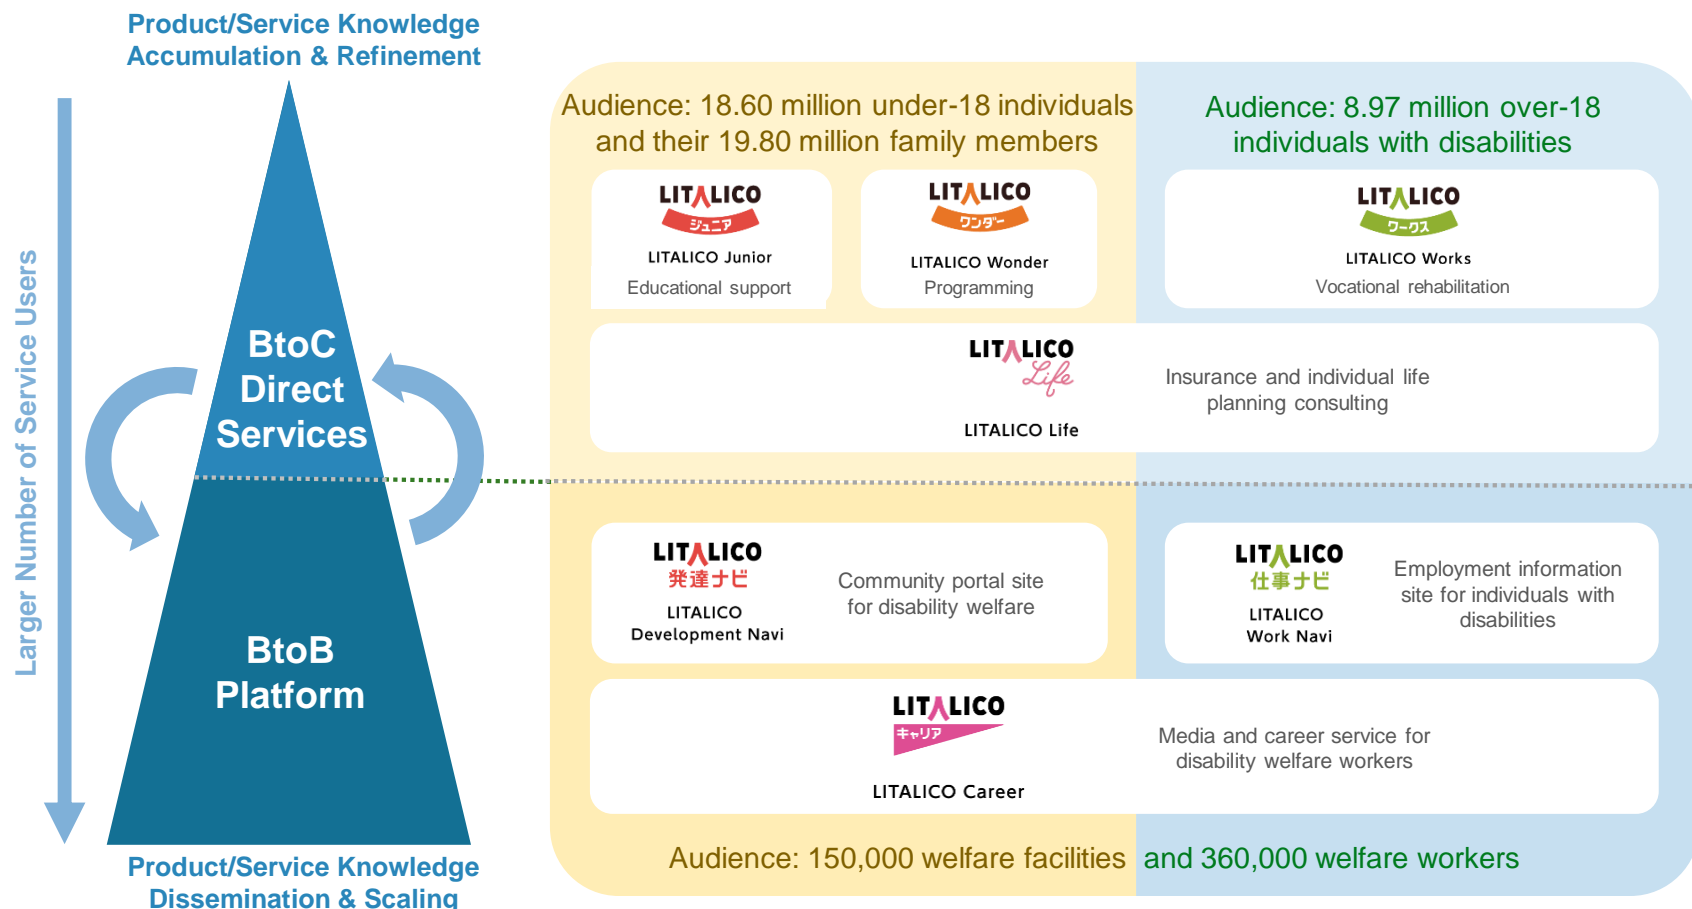 Product/Service Knowledge
Accumulation & Refinement
Larger Number of Service Users
BtoC
Direct
Services
BtoB
Platform
Product/Service Knowledge
Dissemination & Scaling
Audience: 18.60 million under-18 individuals
and their 19.80 million family members
Audience: 8.97 million over-18
individuals with disabilities
LITALICO
ジュニア
LITALICO Junior
Educational support
LITALICO
ワンダー
LITALICO Wonder
Programming
LITALICO
ワークス
LITALICO Works
Vocational rehabilitation
LITALICO
Life
LITALICO Life
Insurance and individual life
planning consulting
LITALICO
発達ナビ
LITALICO
Development Navi
Community portal site
for disability welfare
LITALICO
仕事ナビ
LITALICO
Work Navi
Employment information
site for individuals with
disabilities
LITALICO
キャリア
LITALICO Career
Media and career service for
disability welfare workers
Audience: 150,000 welfare facilities and 360,000 welfare workers